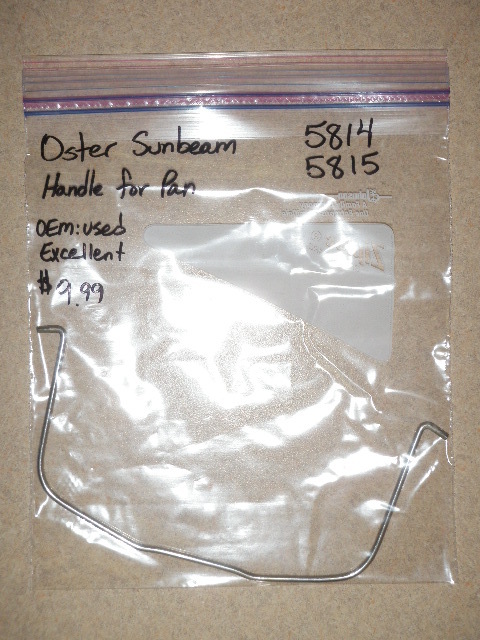 Oster Sunbeam
5814
5815
Handle for Pan
OEM: used
Excellent
$9.99